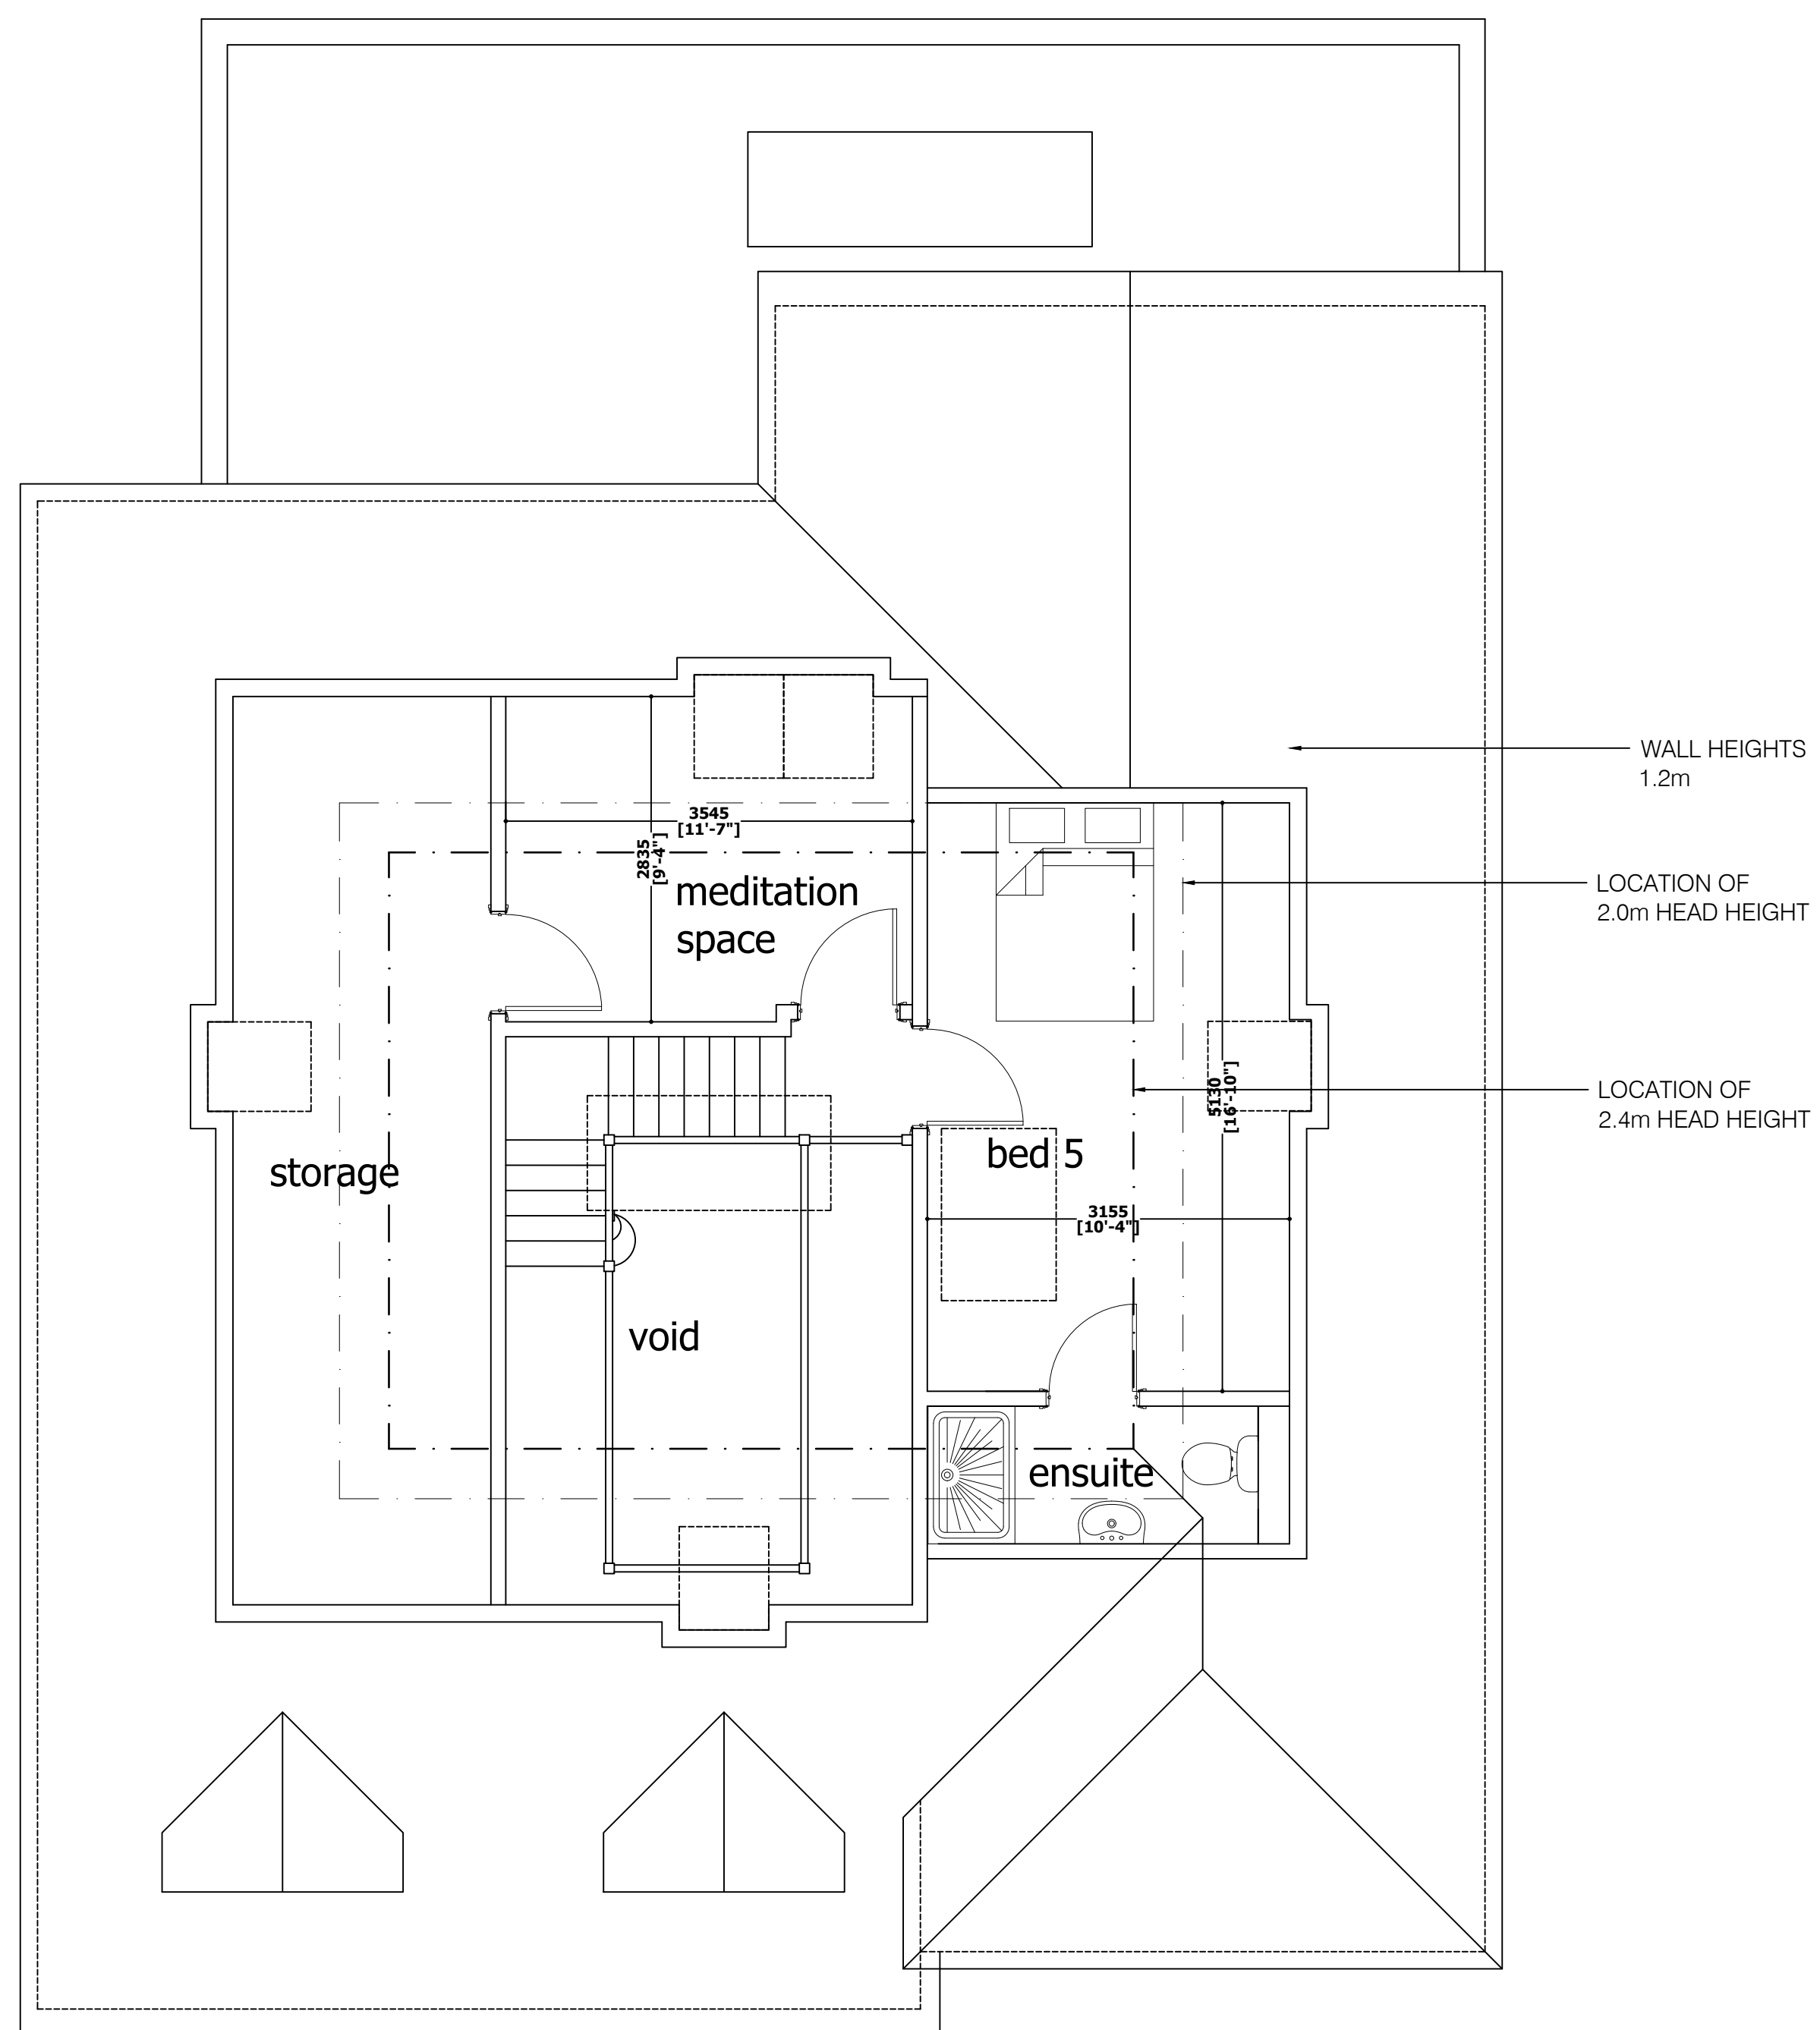 WALL HEIGHTS
1.2m
3545
[11'-7"]
2835
[9'-4"]
meditation
space
LOCATION OF
2.0m HEAD HEIGHT
LOCATION OF
2.4m HEAD HEIGHT
5130
[16'-10"]
bed 5
storage
3155
[10'-4"]
void
ensuite